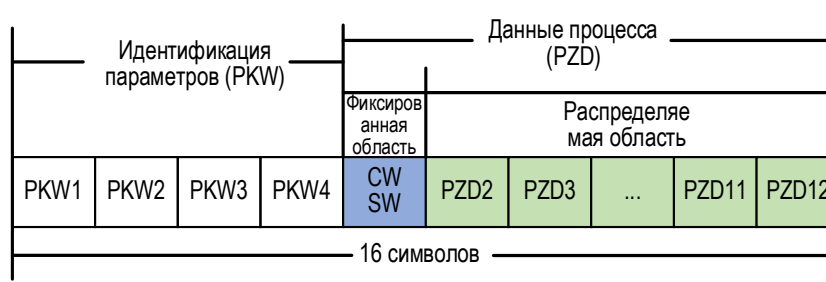 Идентификация
параметров (PKW)
Данные процесса
(PZD)
Фиксиров
анная
область
Распределяе
мая область
PKW1 PKW2 PKW3 PKW4 CW PZD2 PZD3 ... PZD11 PZD12
SW
16 символов